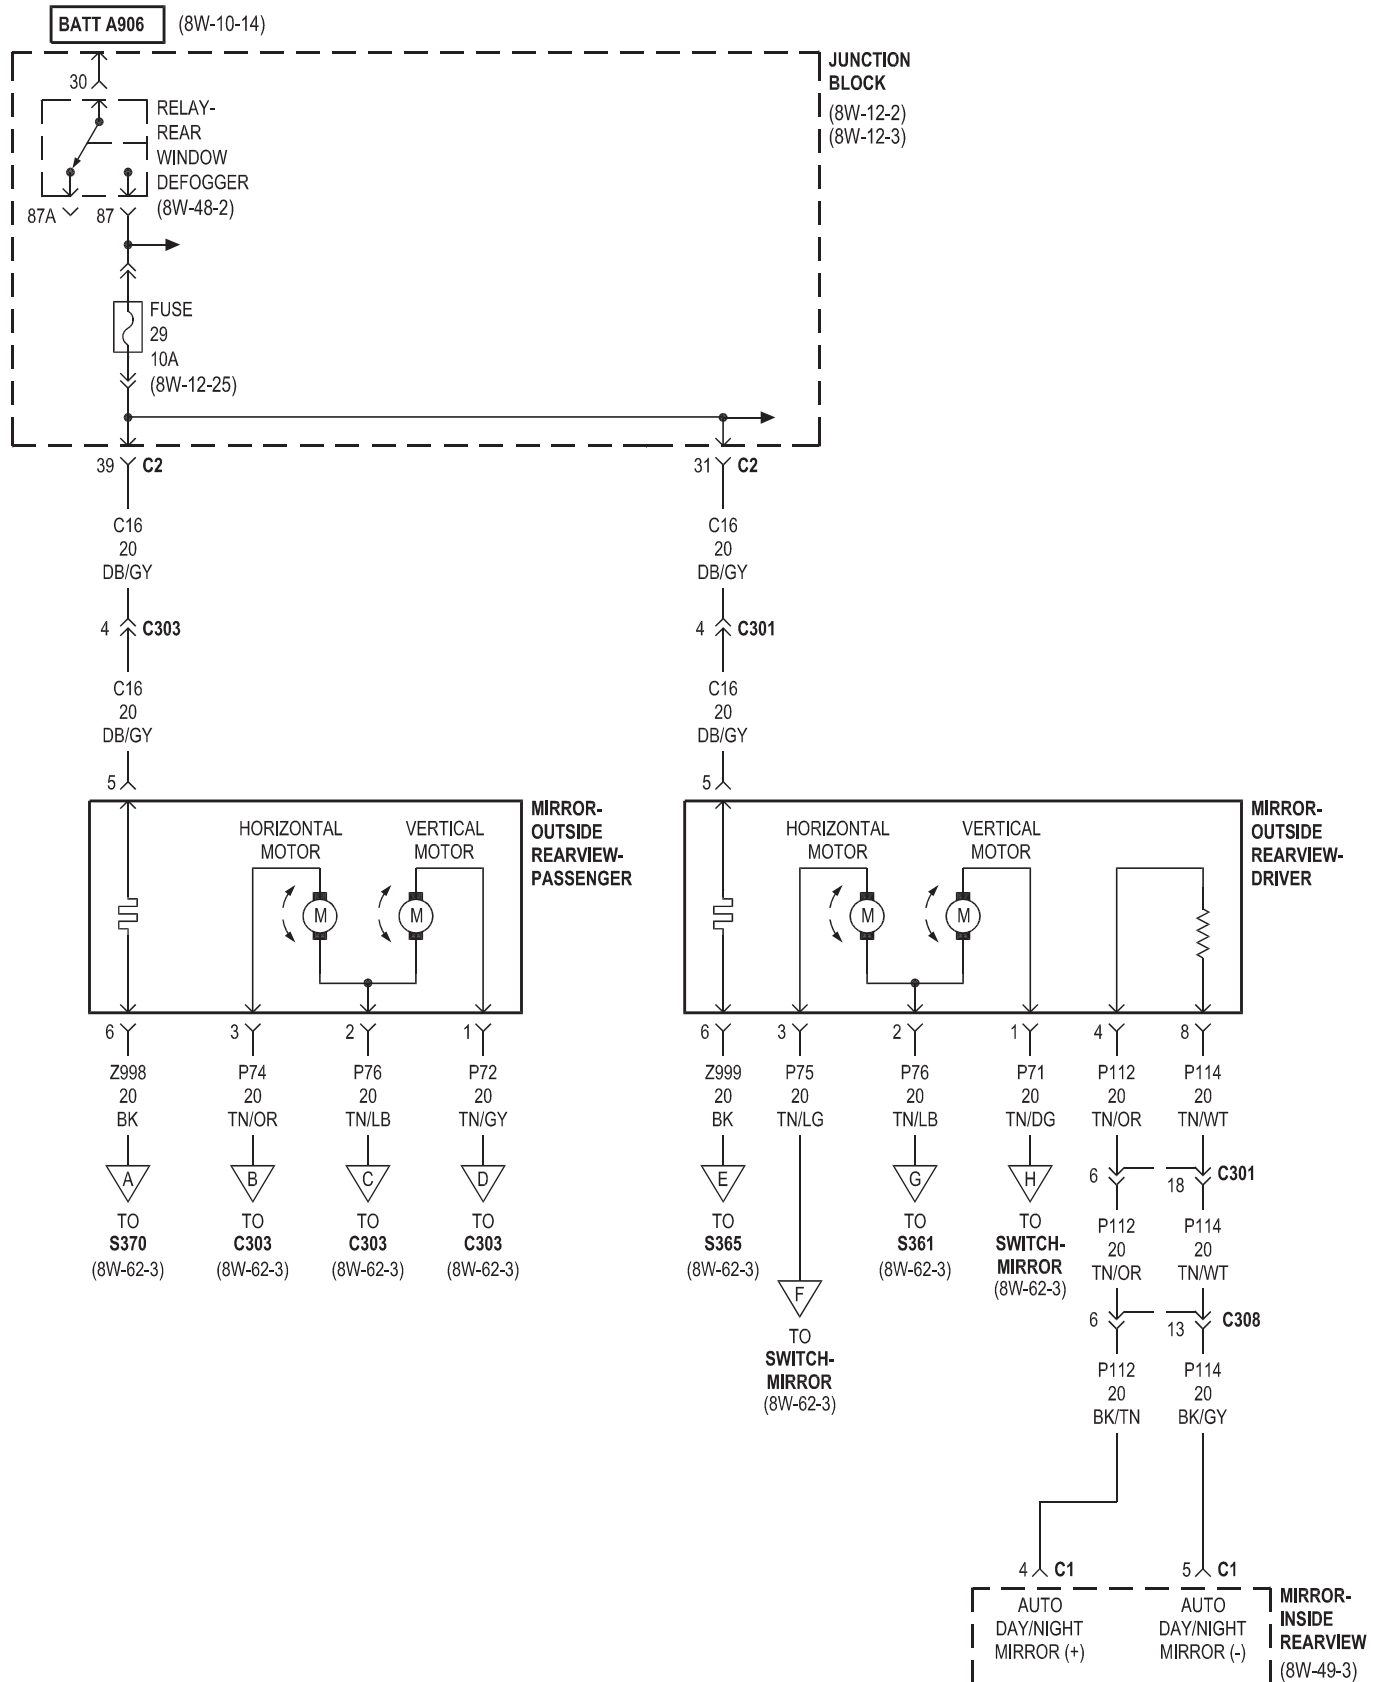 BATT A906 (8W-10-14)
JUNCTION
BLOCK
(8W-12-2)
(8W-12-3)
30
RELAY-
REAR
WINDOW
DEFOGGER
(8W-48-2)
87A 87
FUSE
29
10A
(8W-12-25)
39 C2 31 C2
C16 C16
20 20
DB/GY DB/GY
4 C303 4 C301
C16 C16
20 20
DB/GY DB/GY
5 5
MIRROR-
OUTSIDE
REARVIEW-
PASSENGER
HORIZONTAL
MOTOR
VERTICAL
MOTOR
M M
MIRROR-
OUTSIDE
REARVIEW-
DRIVER
HORIZONTAL
MOTOR
VERTICAL
MOTOR
M M
6 3 2 1 6 3 2 1 4 8
Z998 P74 P76 P72 Z999 P75 P76 P71 P112 P114
20 20 20 20 20 20 20 20 20 20
BK TN/OR TN/LB TN/GY BK TN/LG TN/LB TN/DG TN/OR TN/WT
A B C D E G H
6 18 C301
TO TO TO TO TO TO TO
S370 C303 C303 C303 S365 S361 SWITCH-
MIRROR
(8W-62-3) (8W-62-3) (8W-62-3) (8W-62-3) (8W-62-3) (8W-62-3) (8W-62-3)
P112 P114
20 20
TN/OR TN/WT
F
TO
SWITCH-
MIRROR
(8W-62-3)
6 13 C308
P112 P114
20 20
BK/TN BK/GY
4 C1 5 C1
AUTO
DAY/NIGHT
MIRROR (+)
AUTO
DAY/NIGHT
MIRROR (-)
MIRROR-
INSIDE
REARVIEW
(8W-49-3)